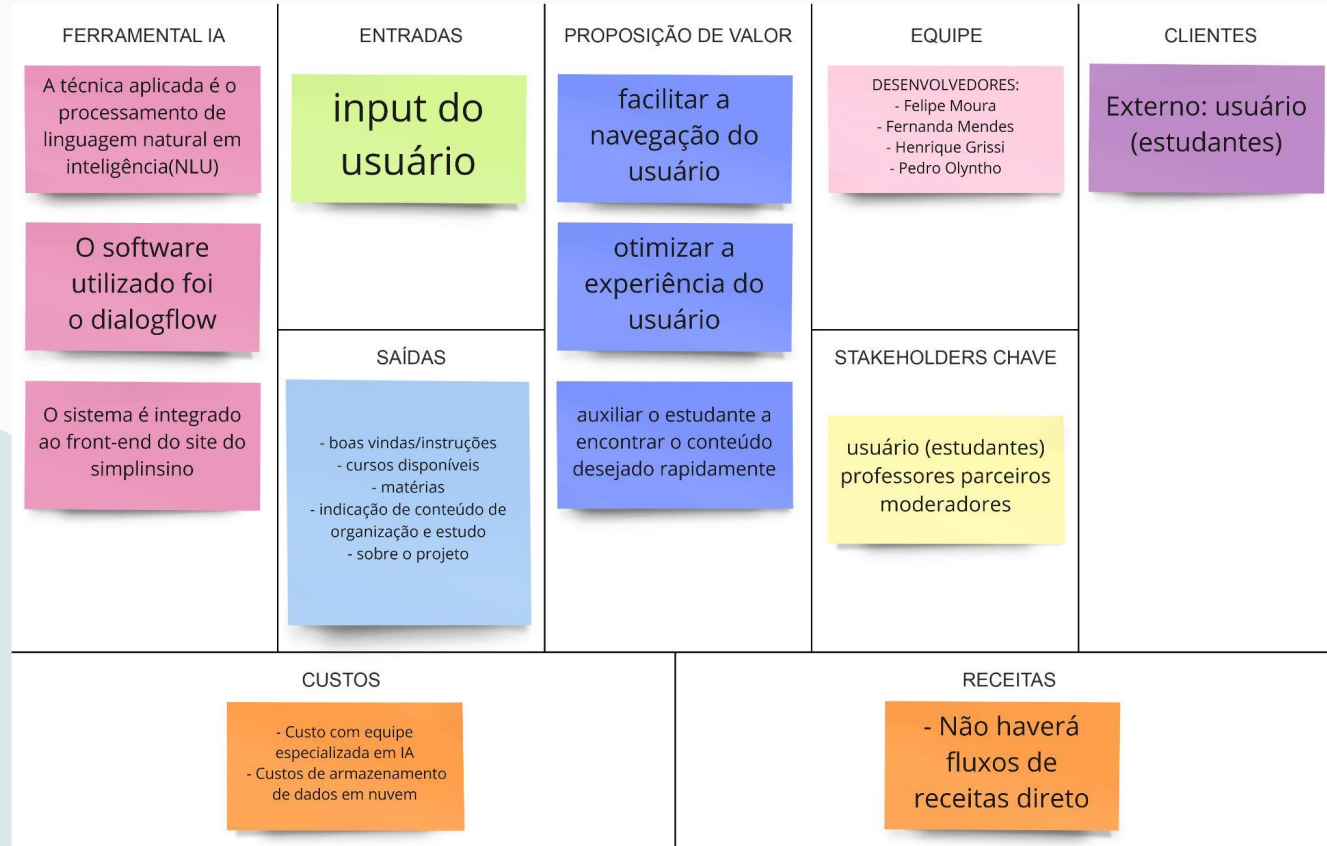 FERRAMENTAL IA
A técnica aplicada é o
processamento de
linguagem natural em
inteligência(NLU)
O software
utilizado foi
o dialogflow
O sistema é integrado
ao front-end do site do
simplinsino
ENTRADAS
input do
usuário
SAÍDAS
- boas vindas/instruções
- cursos disponíveis
- matérias
- indicação de conteúdo de
organização e estudo
- sobre o projeto
PROPOSIÇÃO DE VALOR
facilitar a
navegação do
usuário
otimizar a
experiência do
usuário
auxiliar o estudante a
encontrar o conteúdo
desejado rapidamente
EQUIPE
DESENVOLVEDORES:
- Felipe Moura
- Fernanda Mendes
- Henrique Grissi
- Pedro Olyntho
STAKEHOLDERS CHAVE
usuário (estudantes)
professores parceiros
moderadores
CLIENTES
Externo: usuário
(estudantes)
CUSTOS
- Custo com equipe
especializada em IA
- Custos de armazenamento
de dados em nuvem
RECEITAS
- Não haverá
fluxos de
receitas direto